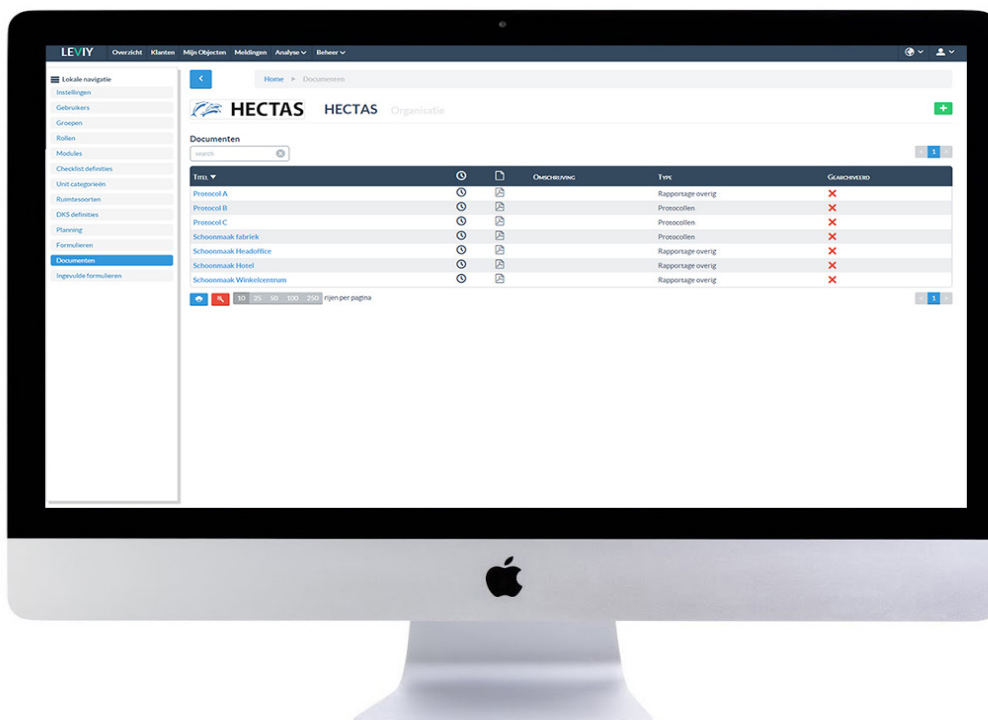 LEVIY Overzicht Klanten Mijn Objecten Meldingen Analyse Beheer
Lokale navigatie
Instellingen
Gebruikers
Groepen
Rollen
Modules
Checklist definities
Unit categorieën
Ruimtesoorten
DKS definities
Planning
Formulieren
Documenten
Ingevulde formulieren
Home Documenten
HECTAS HECTAS Organisatie
Documenten
search
1
Titel Omschrijving Type Gearchiveerd
Protocol A Rapportage overig
Protocol B Protocollen
Protocol C Protocollen
Schoonmaak fabriek Protocollen
Schoonmaak Headoffice Rapportage overig
Schoonmaak Hotel Rapportage overig
Schoonmaak Winkelcentrum Rapportage overig
10 25 50 100 250 rijen per pagina
1